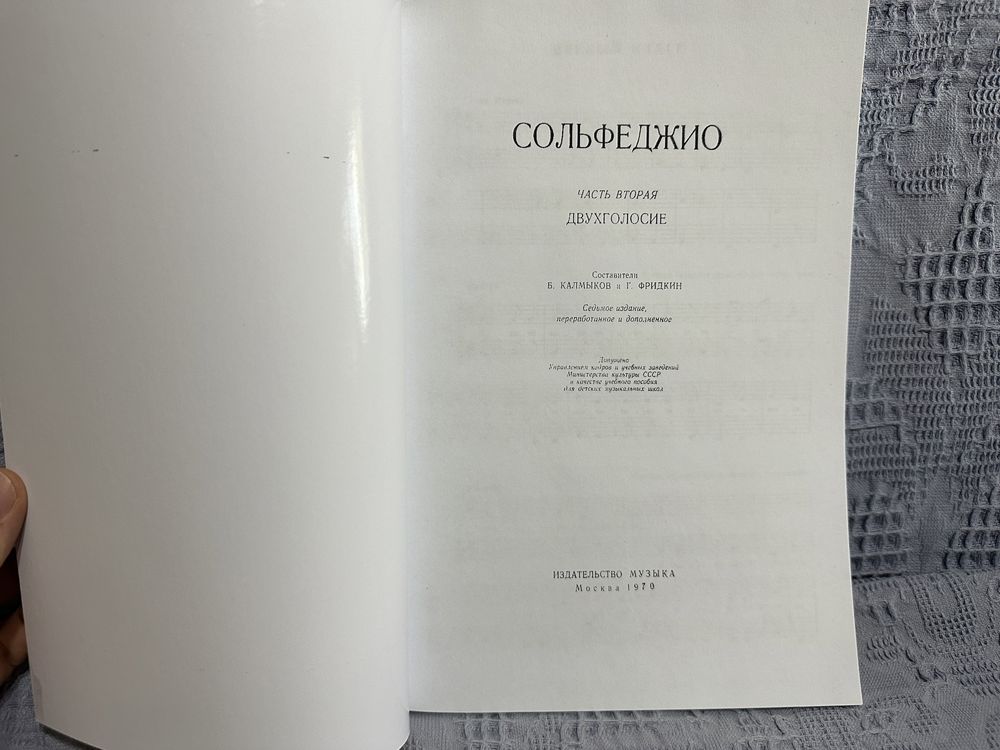 СОЛЬФЕДЖИО
ЧАСТЬ ВТОРАЯ
ДВУХГОЛОСИЕ
Составители
Б. КАЛМЫКОВ и Г. ФРИДКИН
Седьмое издание,
переработанное и дополненное
Допущено
Управлением кадров и учебных заведений
Министерства культуры СССР
в качестве учебного пособия
для детских музыкальных школ
ИЗДАТЕЛЬСТВО МУЗЫКА
Москва 1970